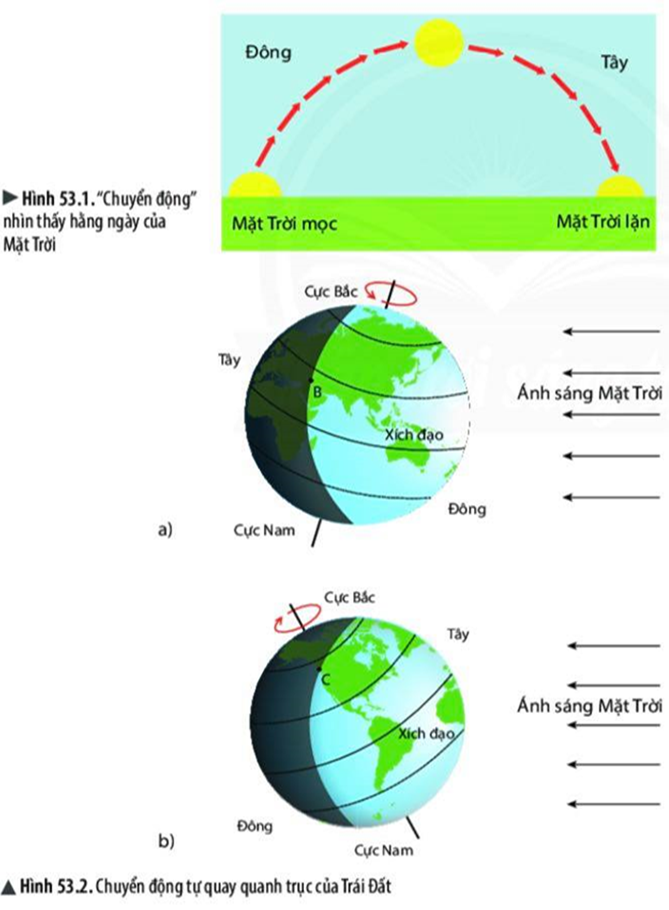 Đông
Tây
▶ Hình 53.1. "Chuyển động"
nhìn thấy hằng ngày của
Mặt Trời
Mặt Trời mọc
Mặt Trời lặn
Cực Bắc
Tây
B
Ánh sáng Mặt Trời
Xích đạo
Đông
a)
Cực Nam
Cực Bắc
Tây
C
Ánh sáng Mặt Trời
Xích đạo
Đông
b)
Cực Nam
▲ Hình 53.2. Chuyển động tự quay quanh trục của Trái Đất